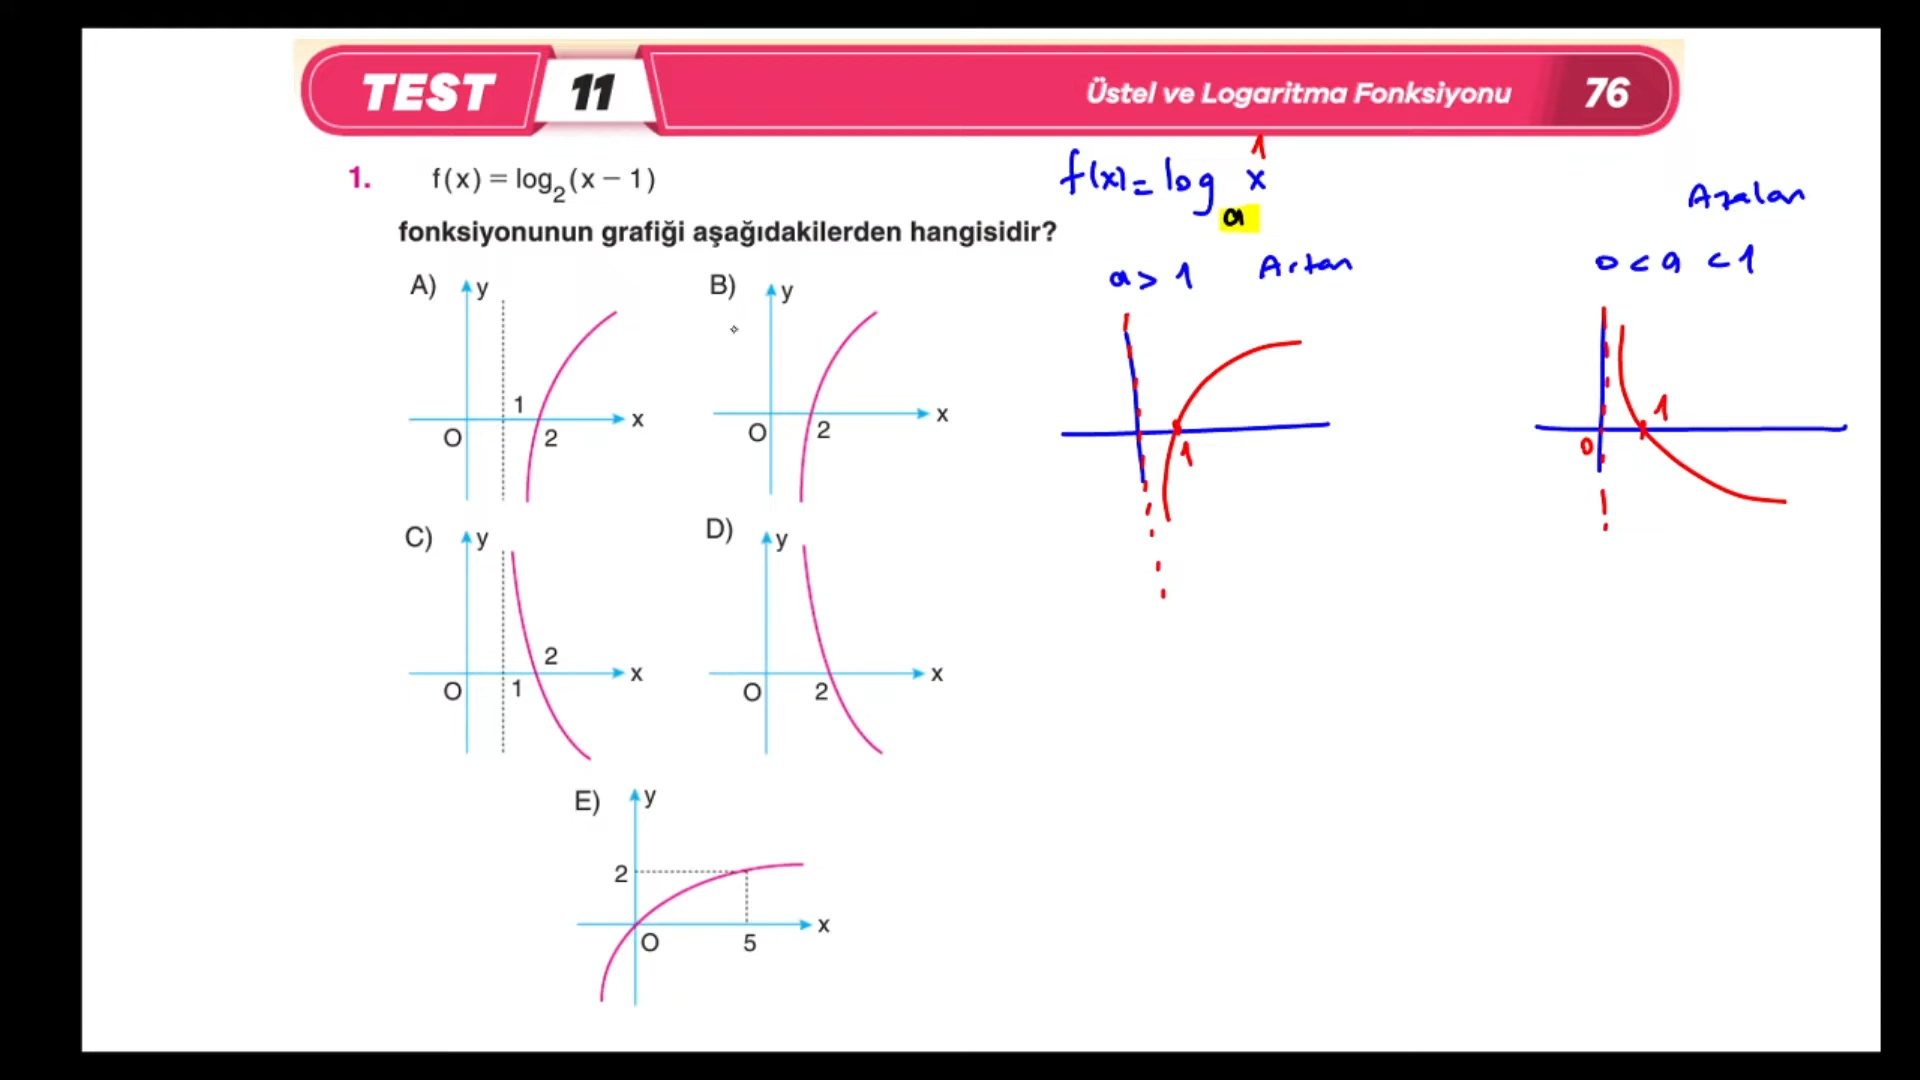 TEST 11 Üstel ve Logaritma Fonksiyonu 76
1. f(x) = log₂(x – 1)
fonksiyonunun grafiği aşağıdakilerden hangisidir?
A) y 1 O 2 x
B) y O 2 x
C) y 2 O 1 x
D) y O 2 x
E) y 2 O 5 x
1
f(x) = log x
a
a > 1 Artan
1
Azalan
0 < a < 1
1
0